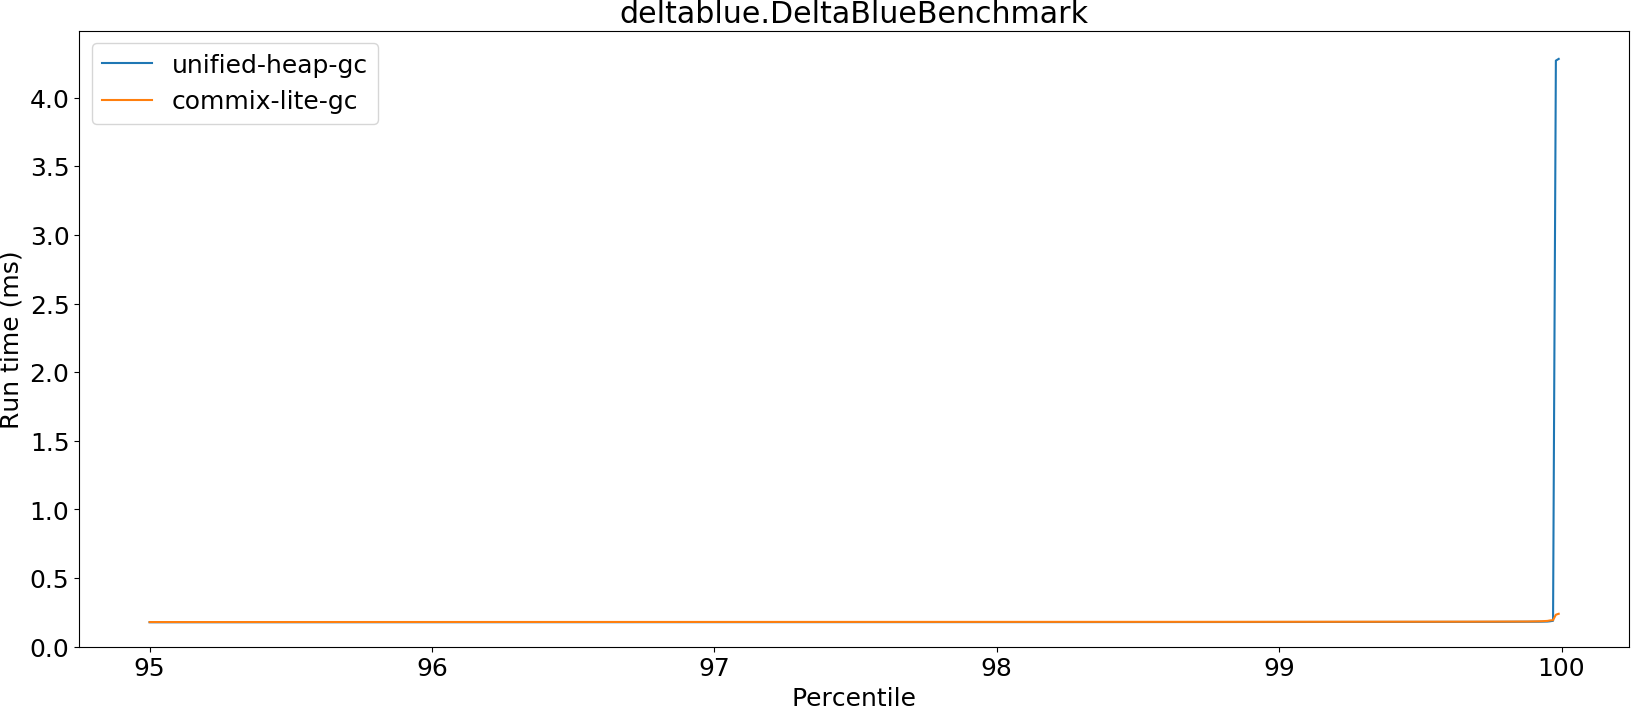 deltablue.DeltaBlueBenchmark
unified-heap-gc
commix-lite-gc
4.0
3.5
3.0
2.5
2.0
1.5
1.0
0.5
0.0
Run time (ms)
95 96 97 98 99 100
Percentile